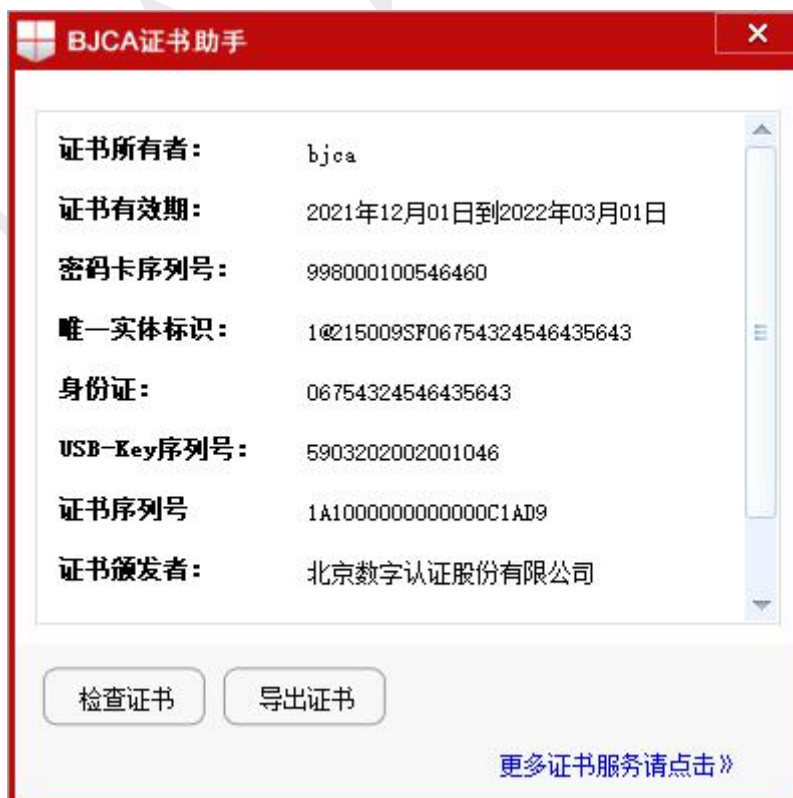 BJCA证书助手
证书所有者： bjca
证书有效期： 2021年12月01日到2022年03月01日
密码卡序列号： 998000100546460
唯一实体标识： 1@215009SF06754324546435643
身份证： 06754324546435643
USB-Key序列号： 5903202002001046
证书序列号 1A1000000000000C1AD9
证书颁发者： 北京数字认证股份有限公司
检查证书 导出证书
更多证书服务请点击》